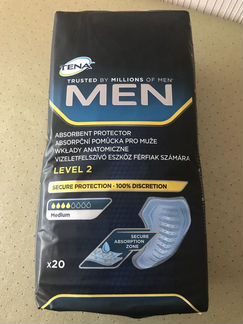 TENA
TRUSTED BY MILLIONS OF MEN
MEN
ABSORBENT PROTECTOR
ABSORPČNÍ POMŮCKA PRO MUŽE
WKŁADY ANATOMICZNE
VIZELETFELSZÍVÓ ESZKÖZ FÉRFIAK SZÁMÁRA
LEVEL 2
SECURE PROTECTION - 100% DISCRETION
Medium
SECURE
ABSORPTION
ZONE
x20